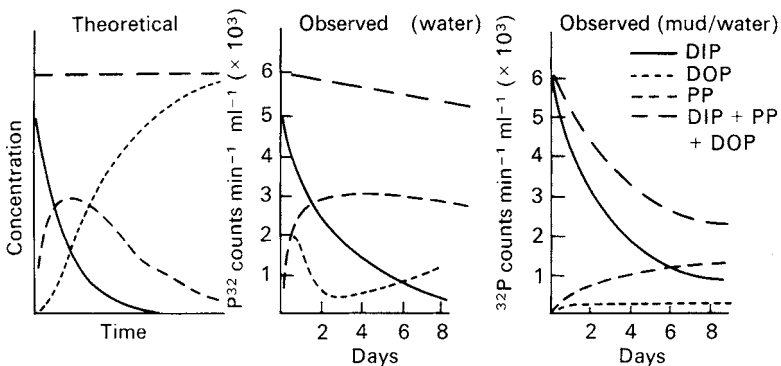 Theoretical
Concentration
Time
Observed (water)
P³² counts min⁻¹ ml⁻¹ (× 10³)
6
5
4
3
2
1
2 4 6 8
Days
Observed (mud/water)
³²P counts min⁻¹ ml⁻¹ (× 10³)
6
5
4
3
2
1
2 4 6 8
Days
DIP
DOP
PP
DIP + PP
+ DOP